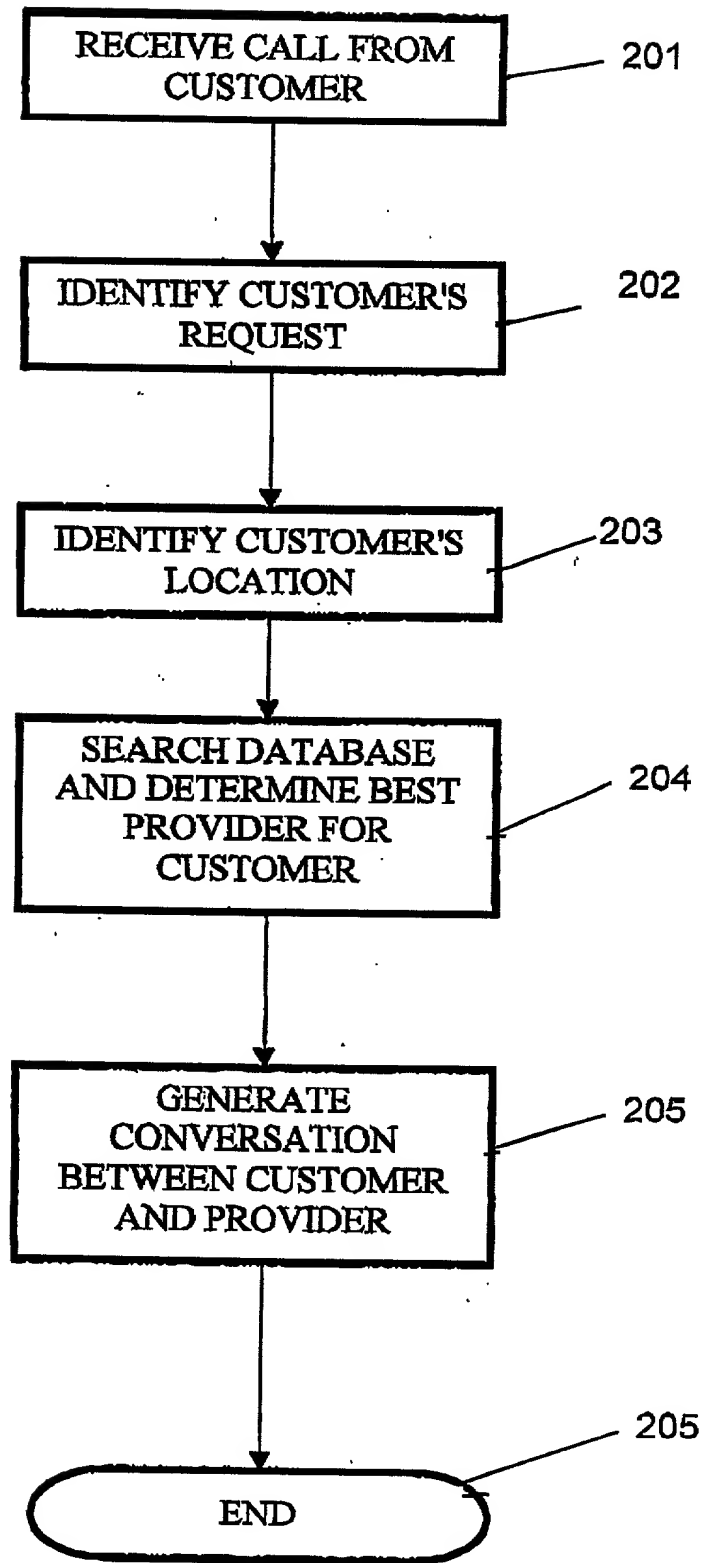 RECEIVE CALL FROM
CUSTOMER
201
IDENTIFY CUSTOMER'S
REQUEST
202
IDENTIFY CUSTOMER'S
LOCATION
203
SEARCH DATABASE
AND DETERMINE BEST
PROVIDER FOR
CUSTOMER
204
GENERATE
CONVERSATION
BETWEEN CUSTOMER
AND PROVIDER
205
END
205